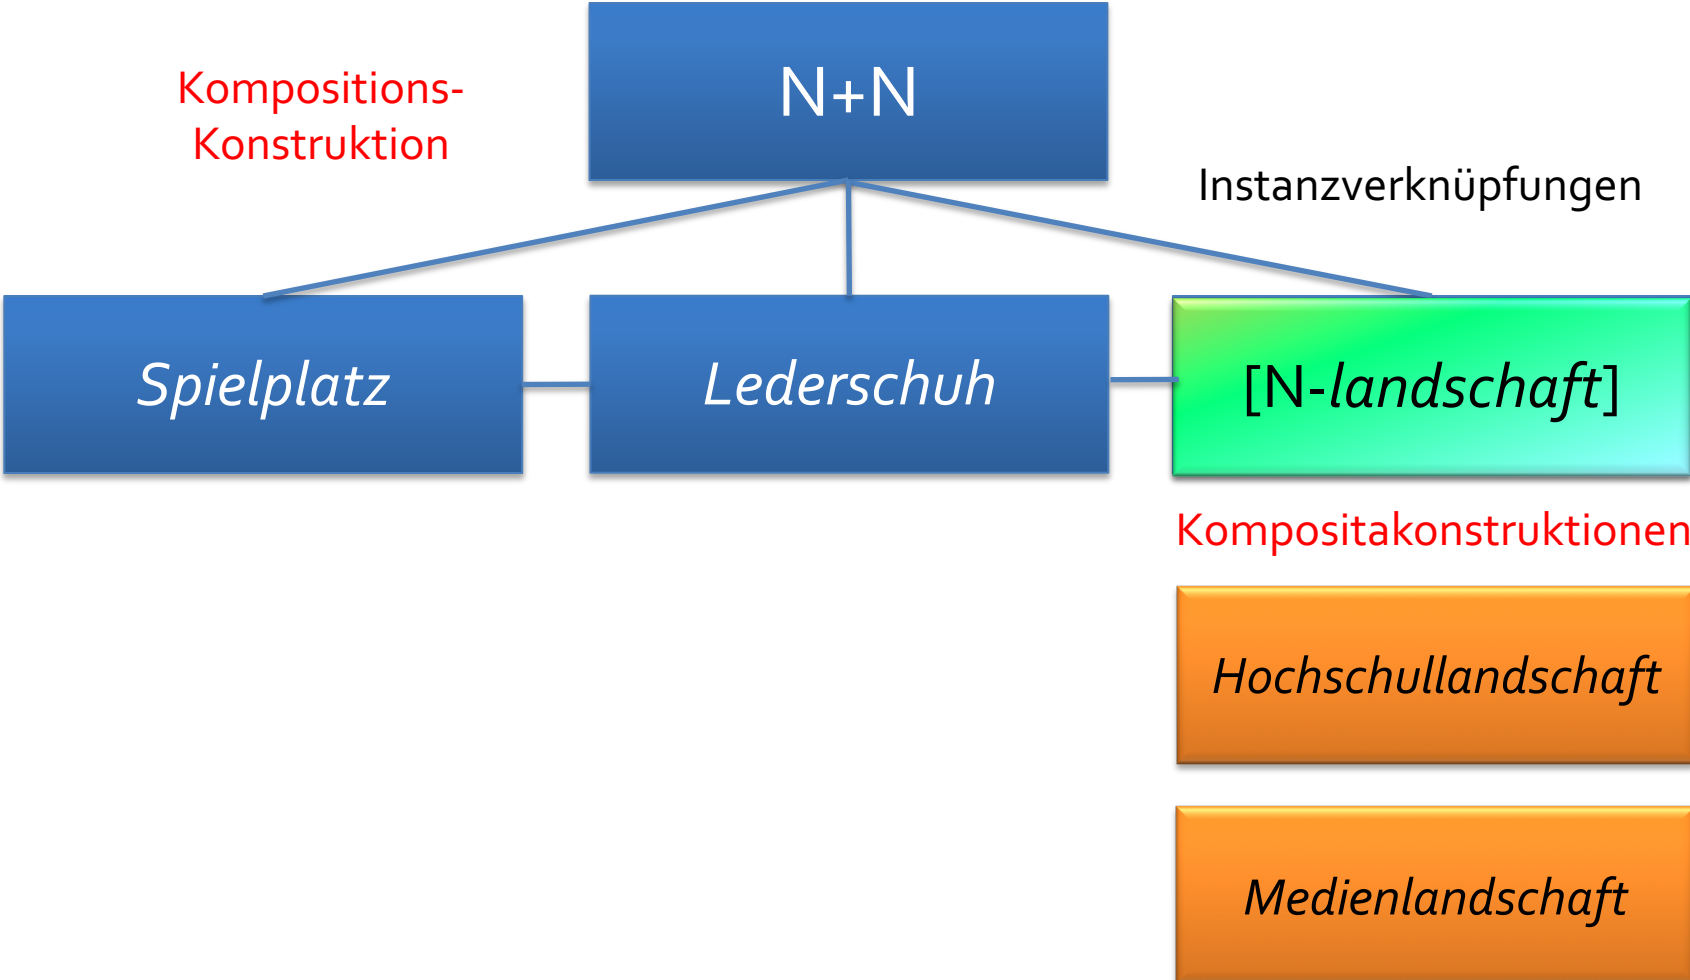 Kompositions-
Konstruktion
N+N
Instanzverknüpfungen
Spielplatz
Lederschuh
[N-landschaft]
Kompositakonstruktionen
Hochschullandschaft
Medienlandschaft